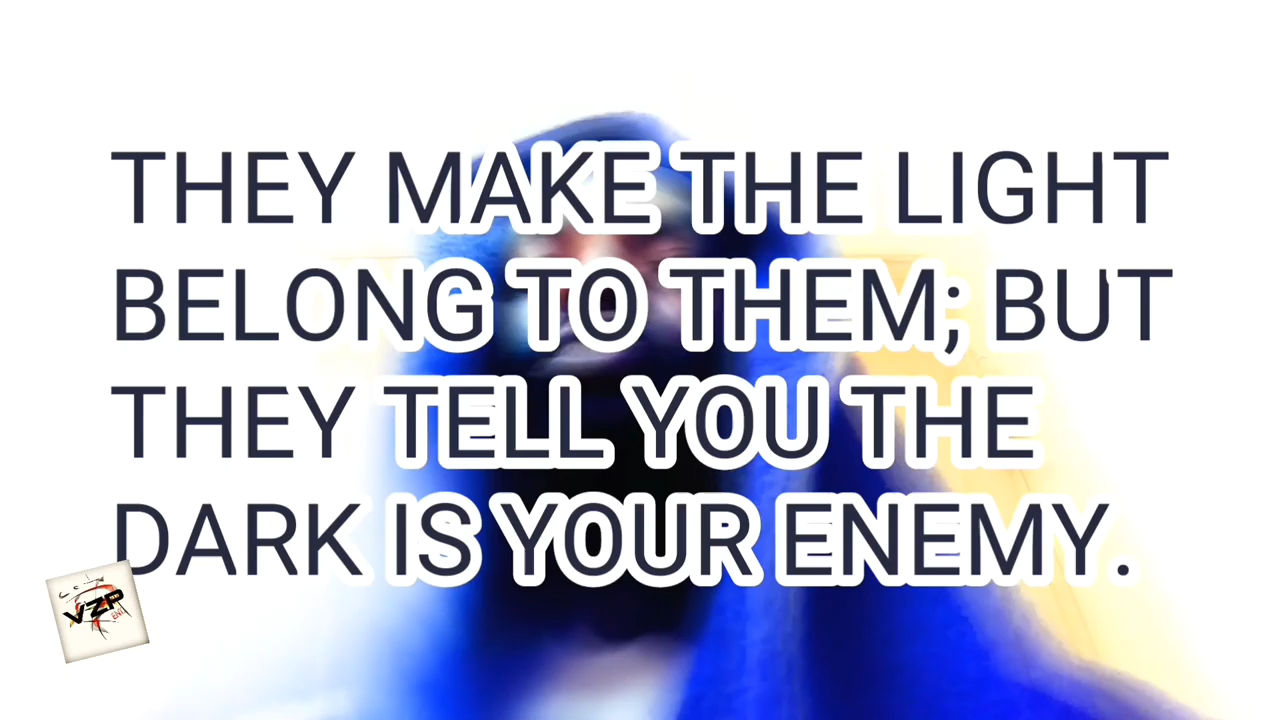 THEY MAKE THE LIGHT
BELONG TO THEM; BUT
THEY TELL YOU THE
DARK IS YOUR ENEMY.
VZP